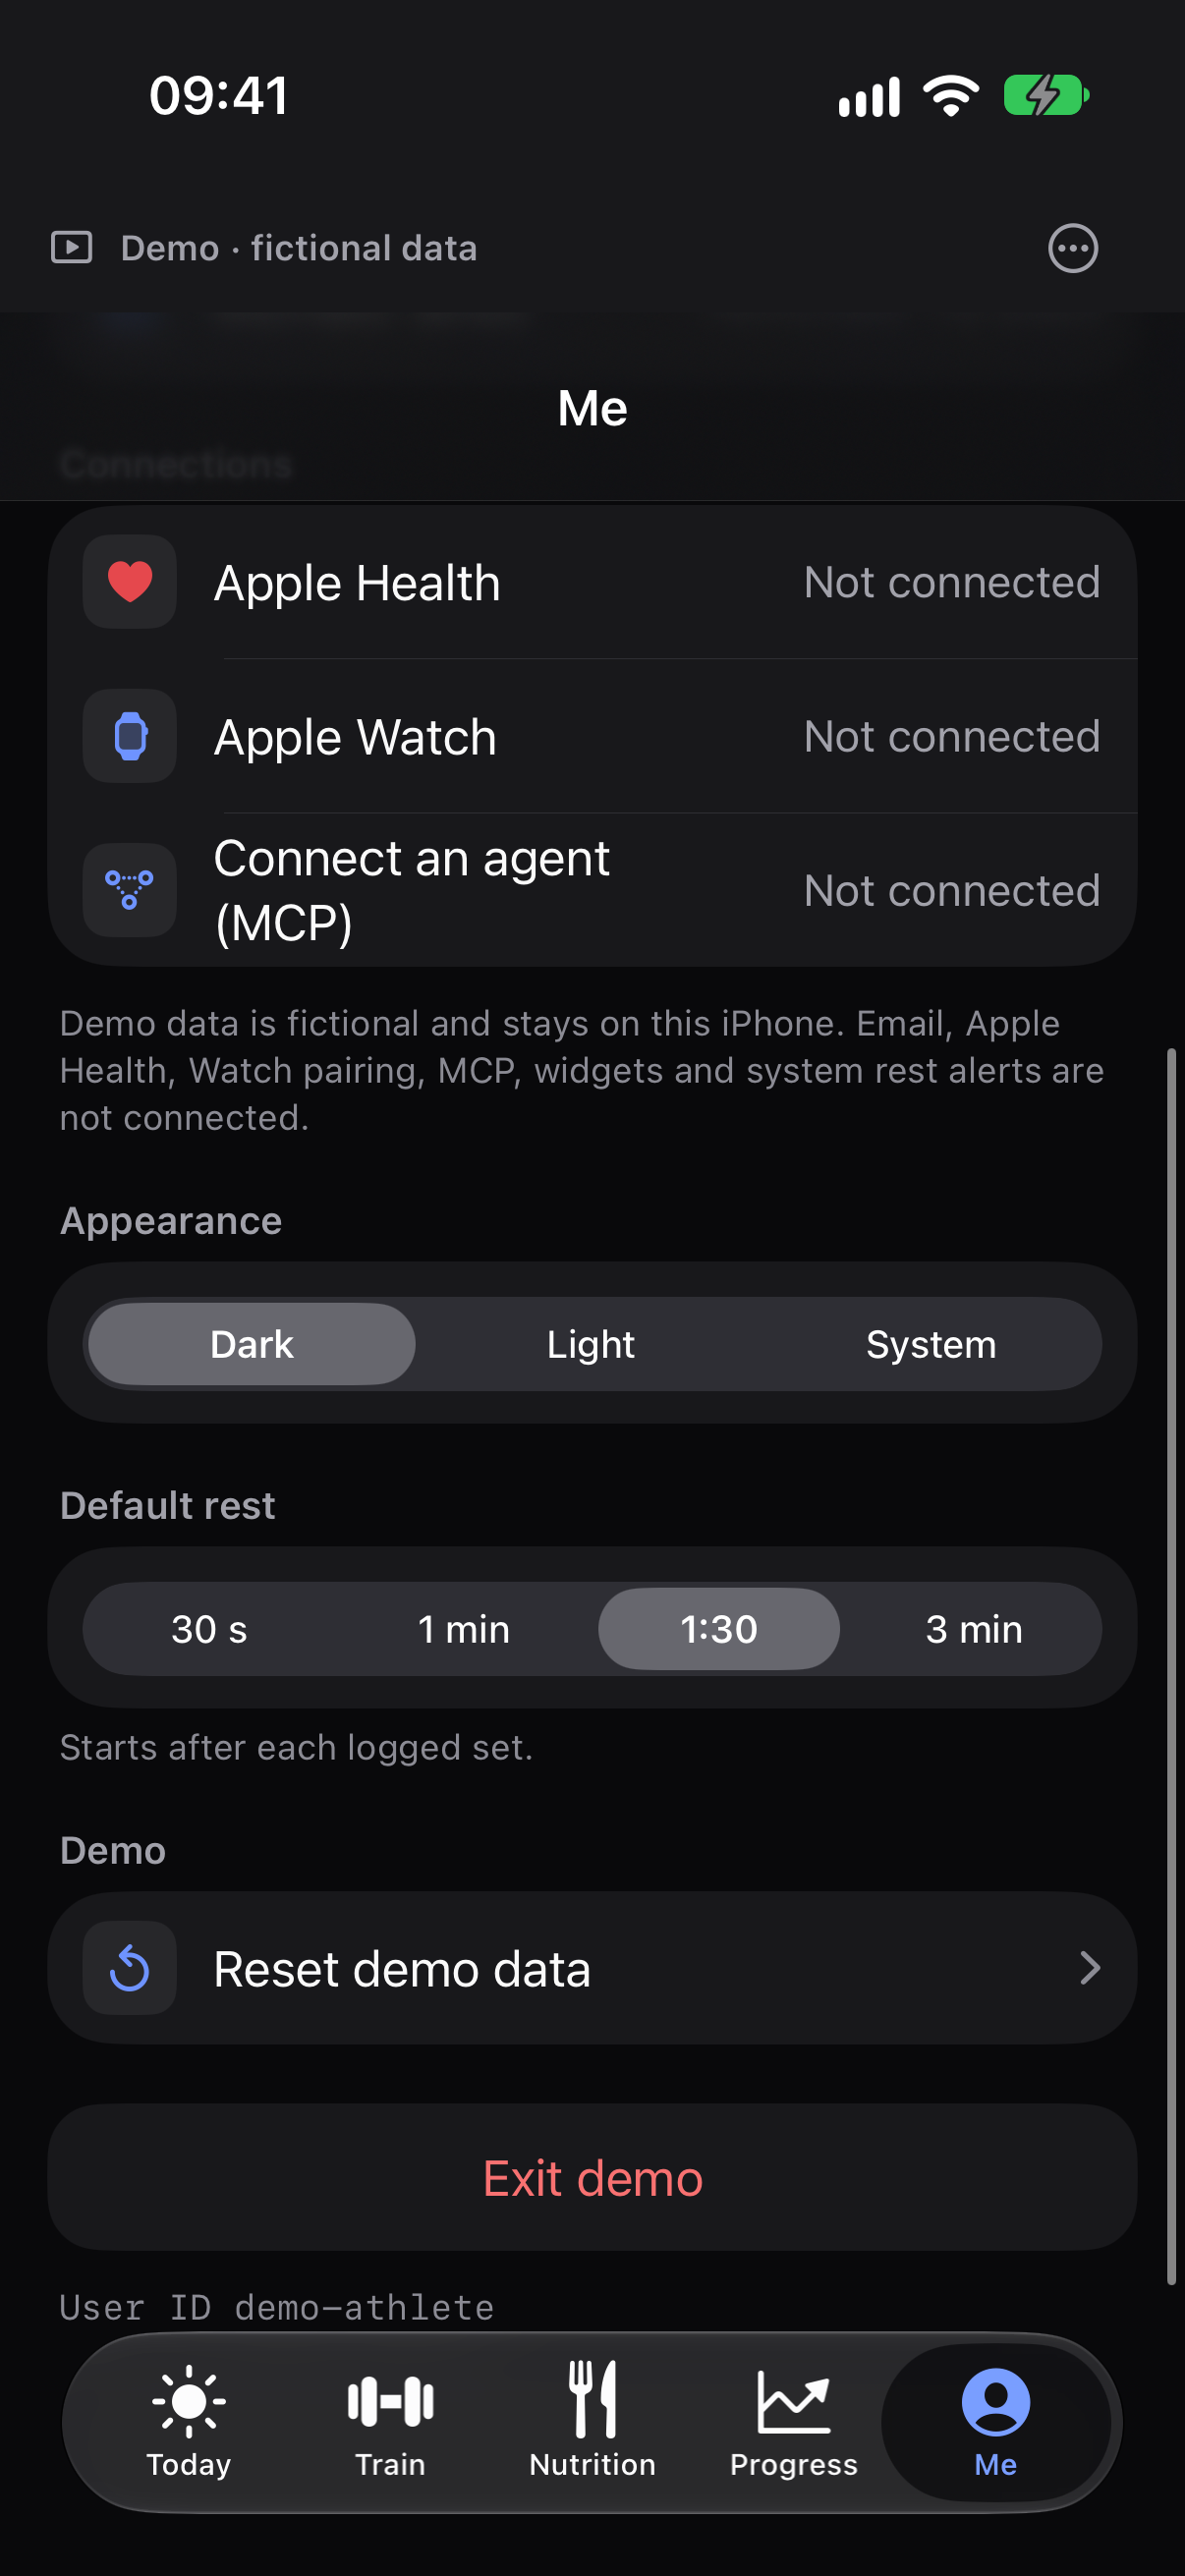 09:41
Demo · fictional data
Me
Connections
Apple Health
Not connected
Apple Watch
Not connected
Connect an agent
(MCP)
Not connected
Demo data is fictional and stays on this iPhone. Email, Apple
Health, Watch pairing, MCP, widgets and system rest alerts are
not connected.
Appearance
Dark
Light
System
Default rest
30 s
1 min
1:30
3 min
Starts after each logged set.
Demo
Reset demo data
Exit demo
User ID demo-athlete
Today
Train
Nutrition
Progress
Me